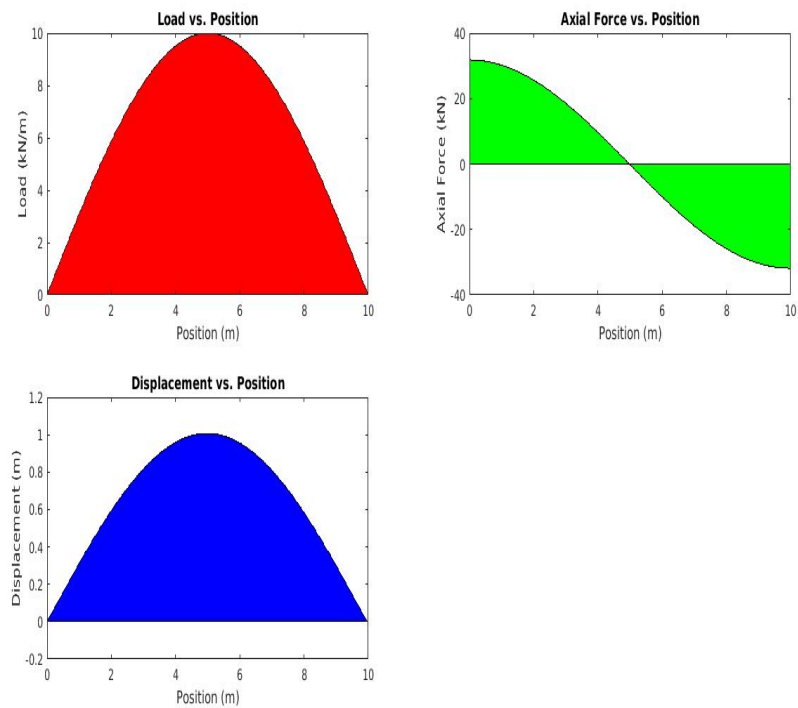 Load vs. Position
10
8
6
4
2
0
Load (kN/m)
0 2 4 6 8 10
Position (m)
Axial Force vs. Position
40
20
0
-20
-40
Axial Force (kN)
0 2 4 6 8 10
Position (m)
Displacement vs. Position
1.2
1
0.8
0.6
0.4
0.2
0
-0.2
Displacement (m)
0 2 4 6 8 10
Position (m)